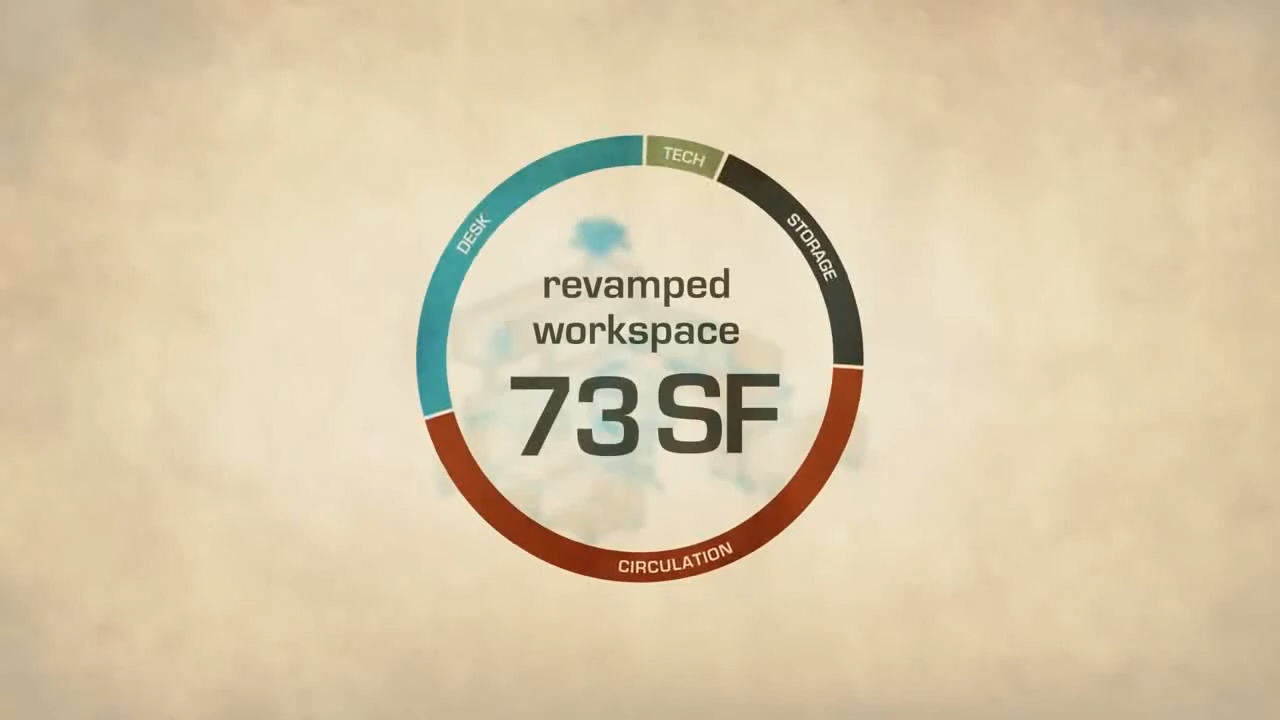 TECH
DESK
STORAGE
revamped
workspace
73 SF
CIRCULATION